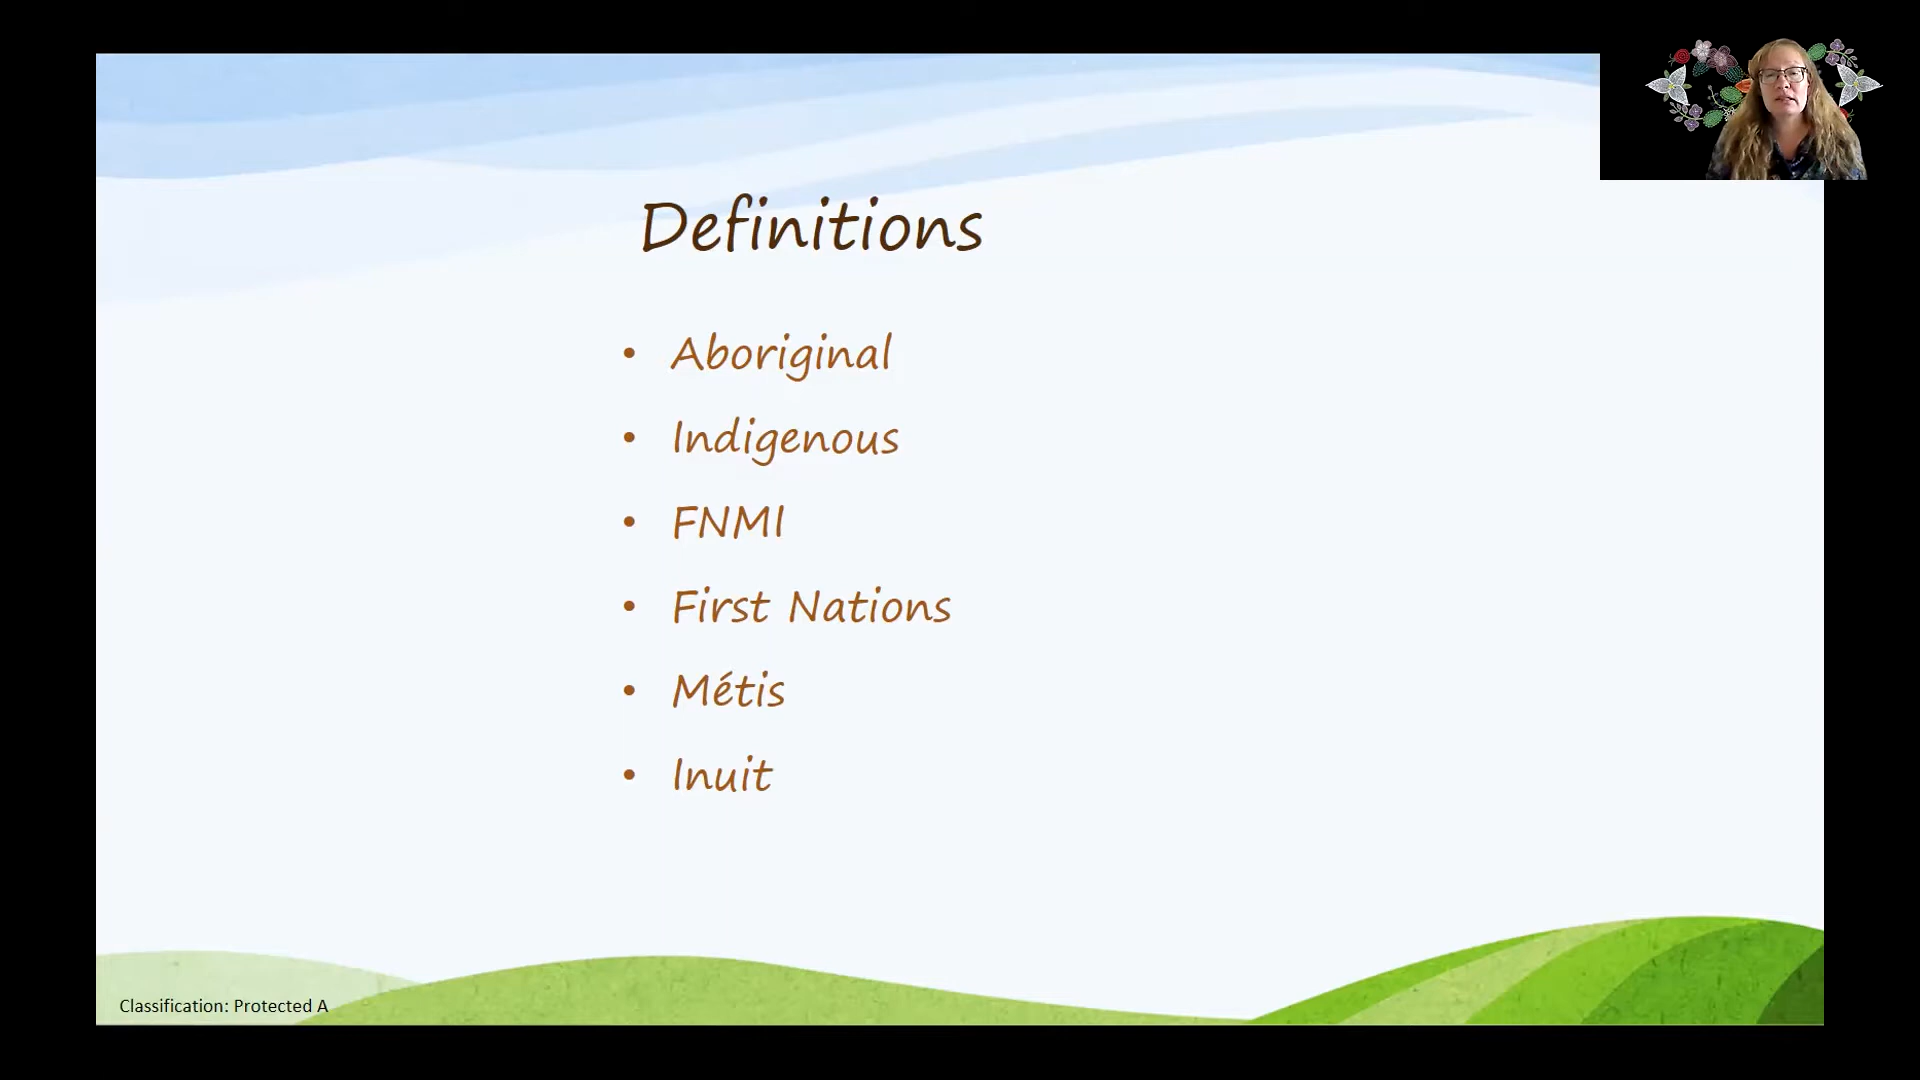 Definitions
• Aboriginal
• Indigenous
• FNMI
• First Nations
• Métis
• Inuit
Classification: Protected A